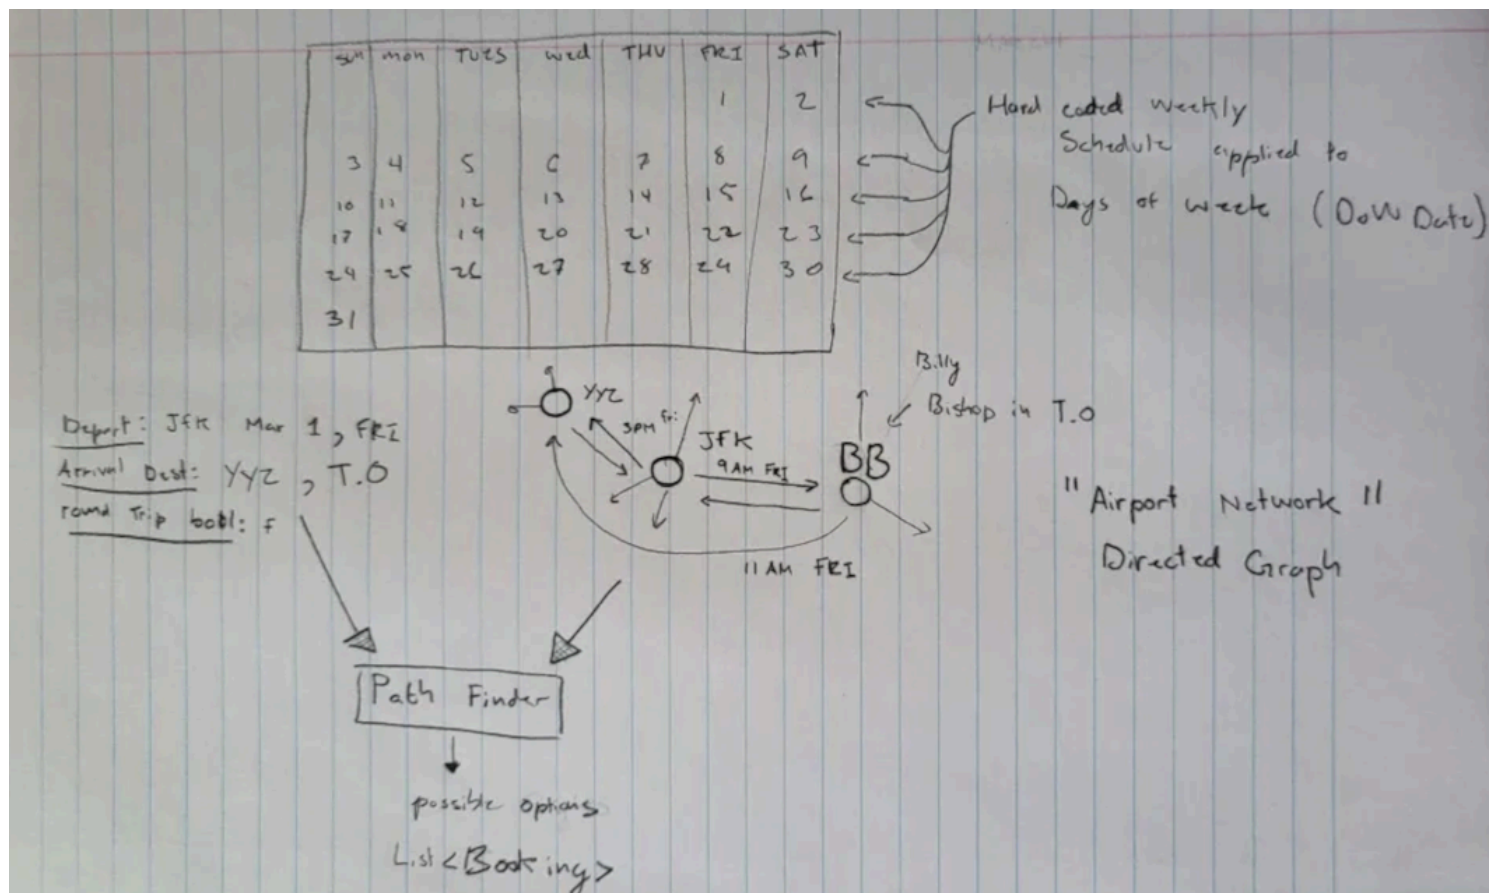 Sun mon TUES wed THU FRI SAT
1 2
3 4 5 6 7 8 9
10 11 12 13 14 15 16
17 18 19 20 21 22 23
24 25 26 27 28 29 30
31
Hard coded weekly
Schedule applied to
Days of week (DoW Date)
Depart: JFK Mar 1, FRI
Arrival Dest: YYZ, T.O
round Trip bool: f
YYZ
3PM Fri
JFK
9 AM FRI
BB
Billy
Bishop in T.O
11 AM FRI
"Airport Network"
Directed Graph
Path Finder
possible options
List<Booking>